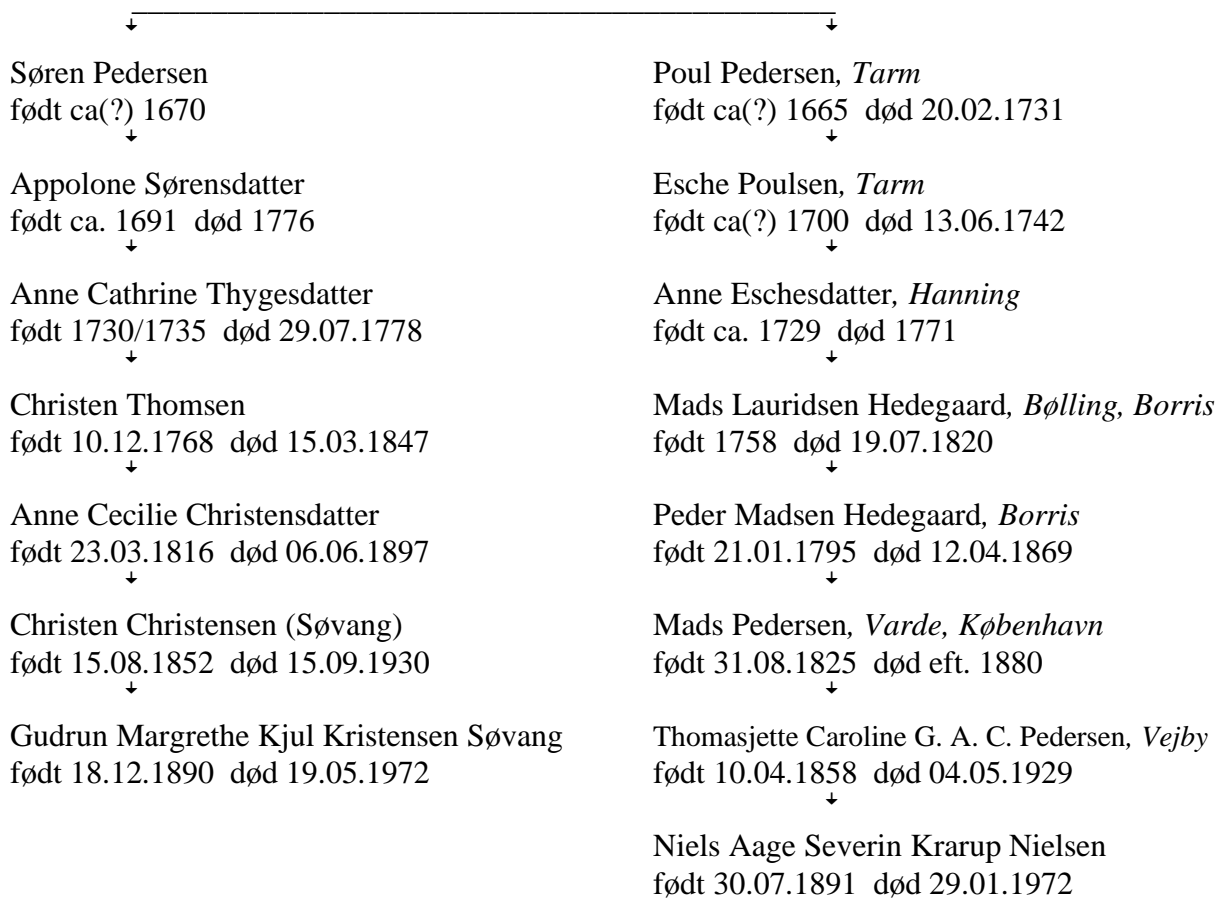 Søren Pedersen
født ca(?) 1670
Appolone Sørensdatter
født ca. 1691 død 1776
Anne Cathrine Thygesdatter
født 1730/1735 død 29.07.1778
Christen Thomsen
født 10.12.1768 død 15.03.1847
Anne Cecilie Christensdatter
født 23.03.1816 død 06.06.1897
Christen Christensen (Søvang)
født 15.08.1852 død 15.09.1930
Gudrun Margrethe Kjul Kristensen Søvang
født 18.12.1890 død 19.05.1972
Poul Pedersen, Tarm
født ca(?) 1665 død 20.02.1731
Esche Poulsen, Tarm
født ca(?) 1700 død 13.06.1742
Anne Eschesdatter, Hanning
født ca. 1729 død 1771
Mads Lauridsen Hedegaard, Bølling, Borris
født 1758 død 19.07.1820
Peder Madsen Hedegaard, Borris
født 21.01.1795 død 12.04.1869
Mads Pedersen, Varde, København
født 31.08.1825 død eft. 1880
Thomasjette Caroline G. A. C. Pedersen, Vejby
født 10.04.1858 død 04.05.1929
Niels Aage Severin Krarup Nielsen
født 30.07.1891 død 29.01.1972